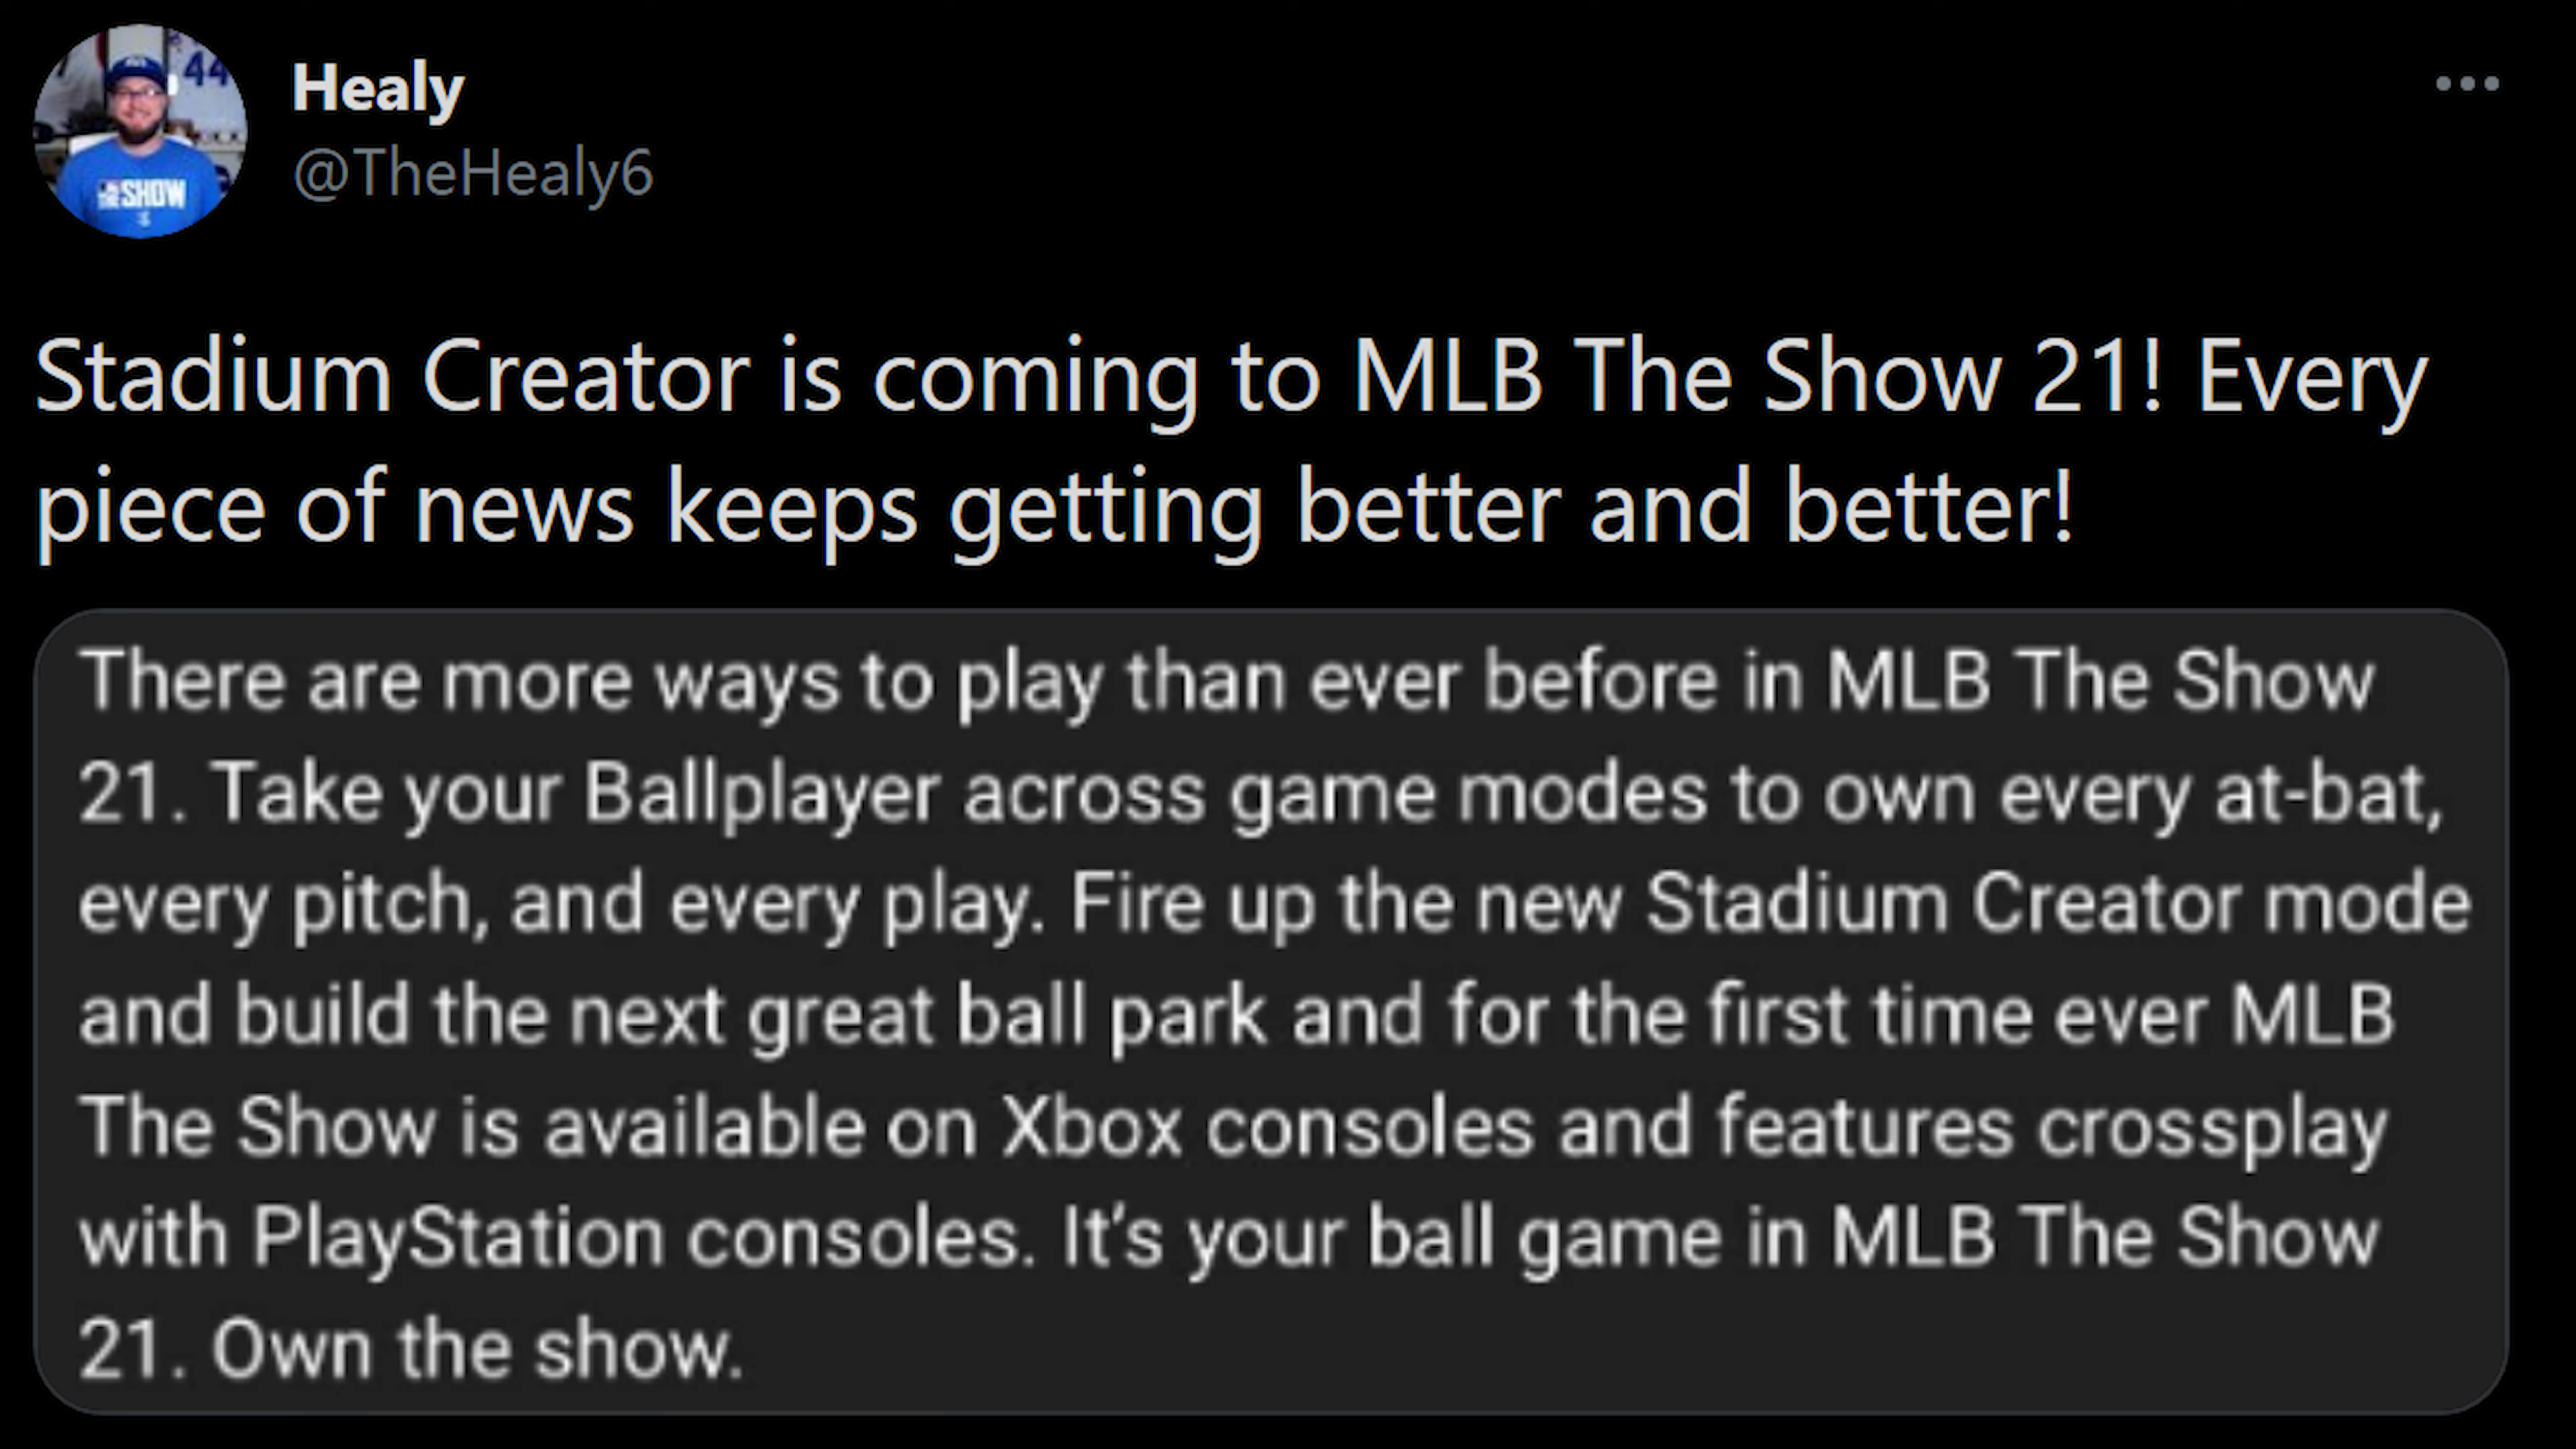 44
Healy
@TheHealy6
THE SHOW
Stadium Creator is coming to MLB The Show 21! Every
piece of news keeps getting better and better!
There are more ways to play than ever before in MLB The Show
21. Take your Ballplayer across game modes to own every at-bat,
every pitch, and every play. Fire up the new Stadium Creator mode
and build the next great ball park and for the first time ever MLB
The Show is available on Xbox consoles and features crossplay
with PlayStation consoles. It’s your ball game in MLB The Show
21. Own the show.